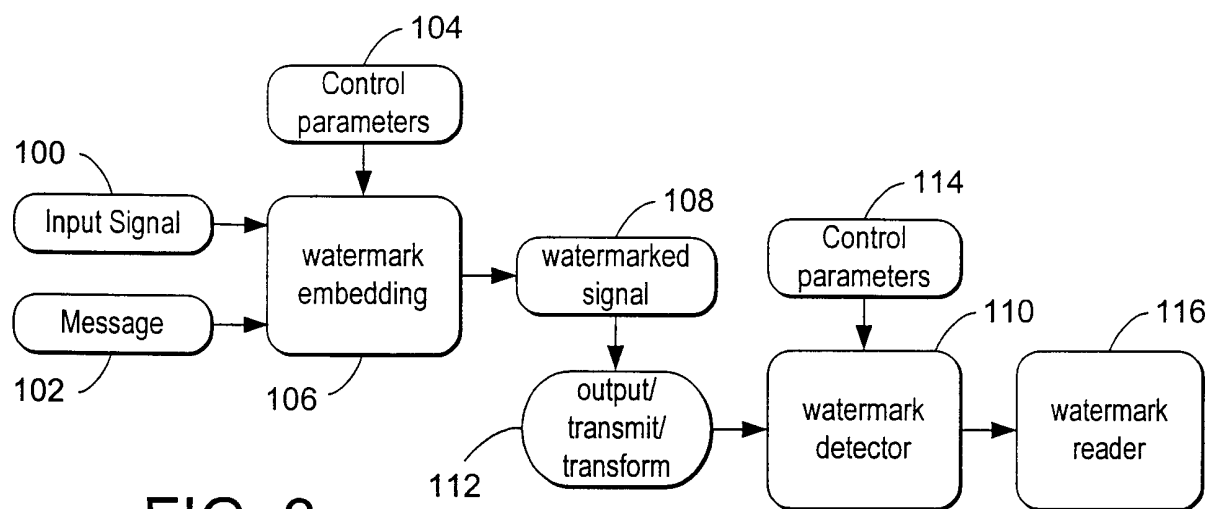 104
Control
parameters
100
Input Signal
114
108
Control
parameters
watermark
embedding
watermarked
signal
Message
110
116
102
106
output/
transmit/
transform
watermark
detector
watermark
reader
112